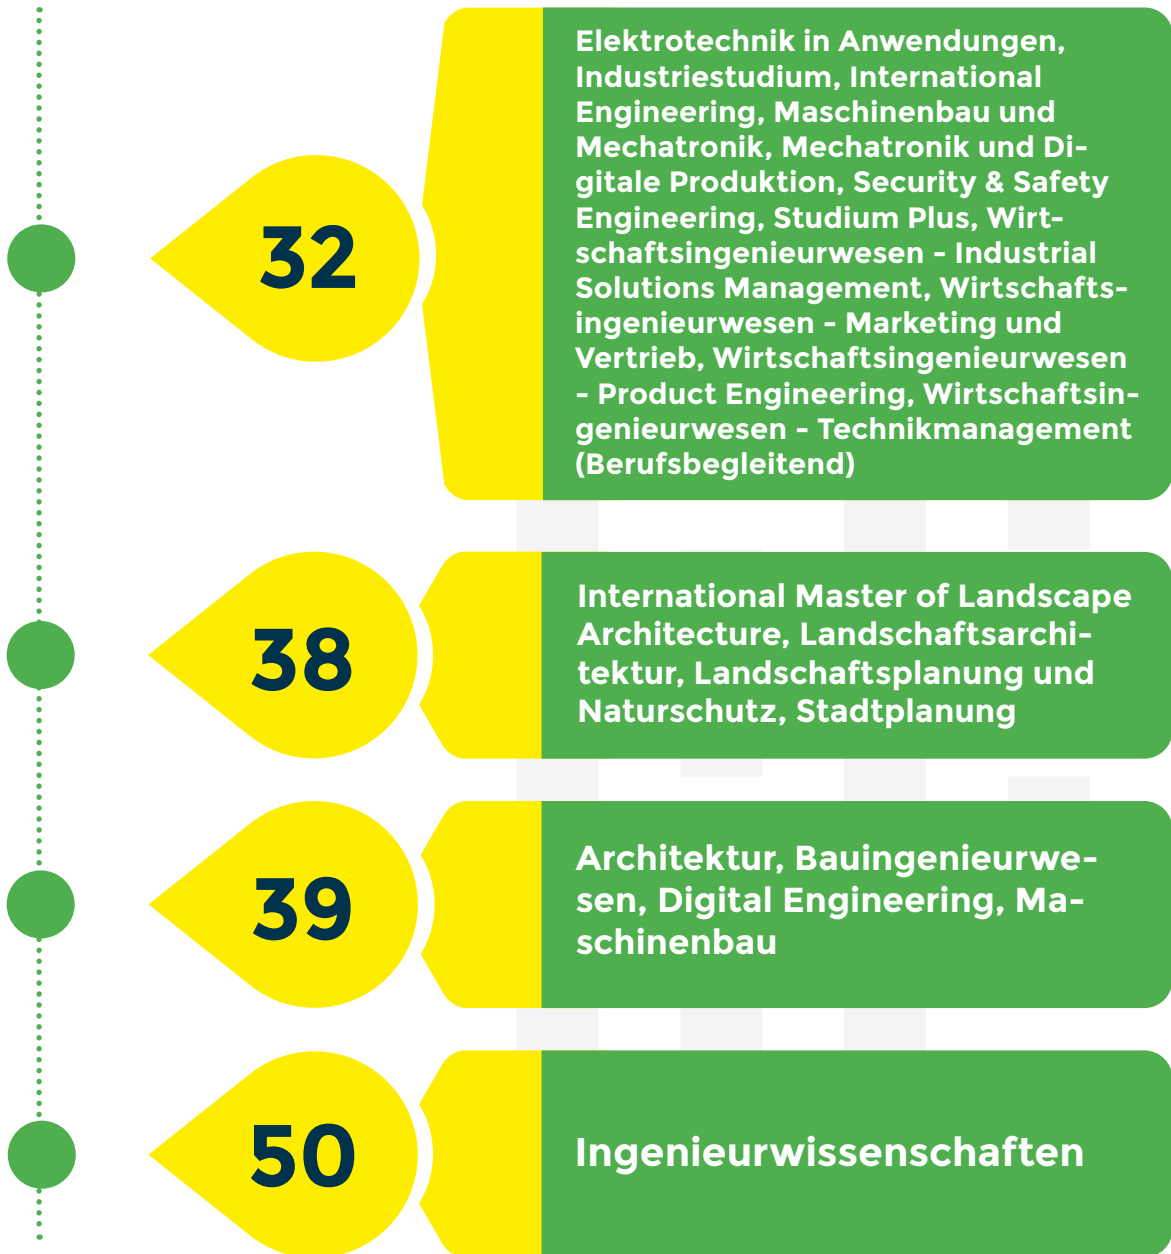 32
Elektrotechnik in Anwendungen,
Industriestudium, International
Engineering, Maschinenbau und
Mechatronik, Mechatronik und Di-
gitale Produktion, Security & Safety
Engineering, Studium Plus, Wirt-
schaftsingenieurwesen - Industrial
Solutions Management, Wirtschafts-
ingenieurwesen - Marketing und
Vertrieb, Wirtschaftsingenieurwesen
- Product Engineering, Wirtschaftsin-
genieurwesen - Technikmanagement
(Berufsbegleitend)
38
International Master of Landscape
Architecture, Landschaftsarchi-
tektur, Landschaftsplanung und
Naturschutz, Stadtplanung
39
Architektur, Bauingenieurwe-
sen, Digital Engineering, Ma-
schinenbau
50
Ingenieurwissenschaften